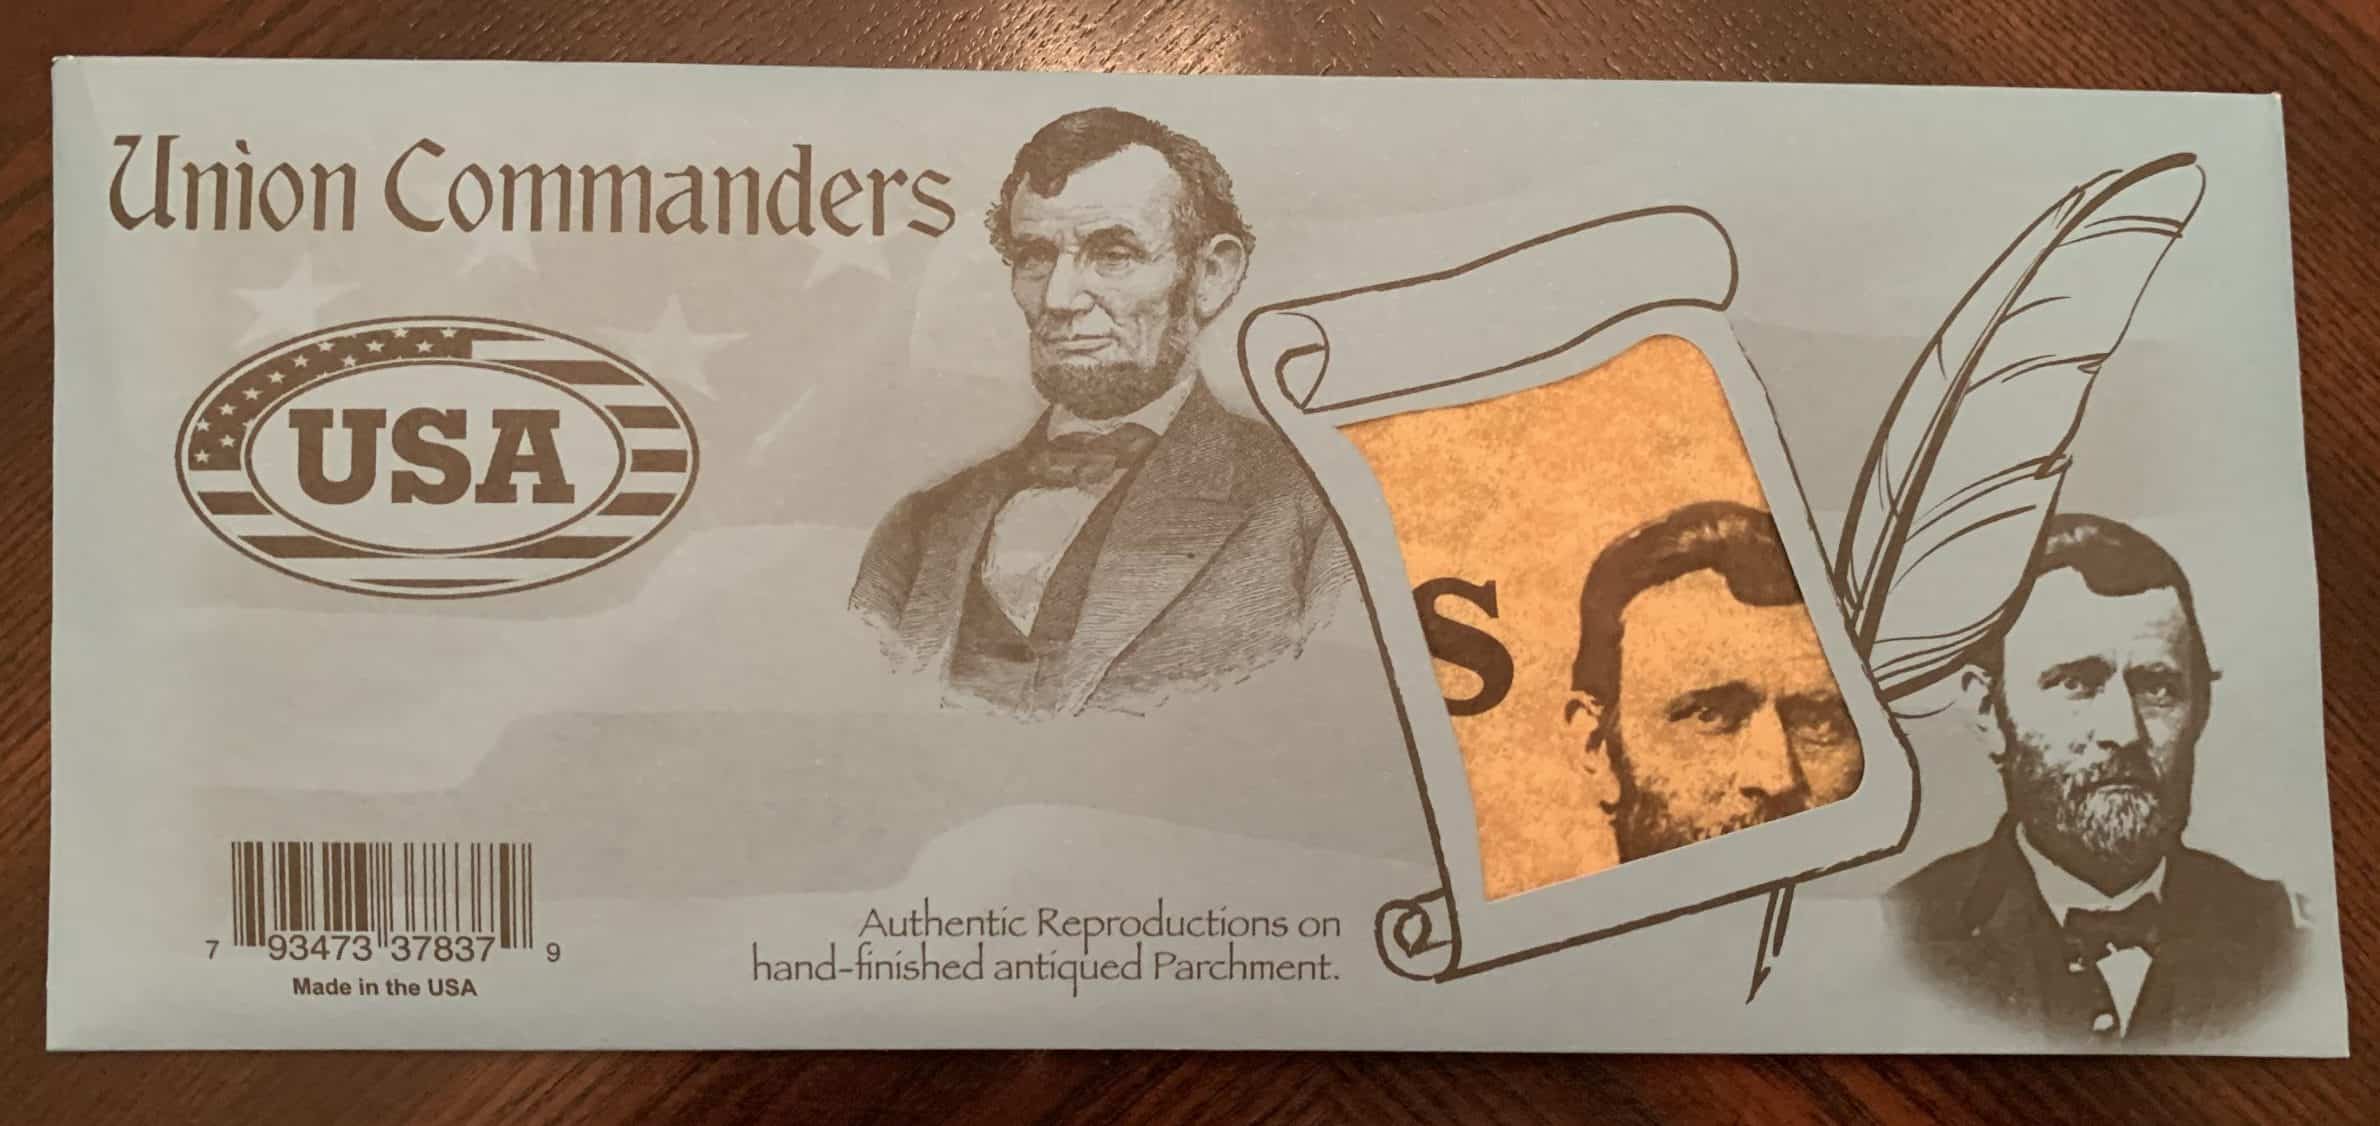 Union Commanders
USA
S
7 93473 37837 9
Made in the USA
Authentic Reproductions on
hand-finished antiqued Parchment.